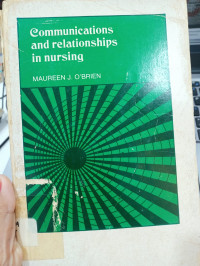 Communications
and relationships
in nursing
MAUREEN J. O'BRIEN